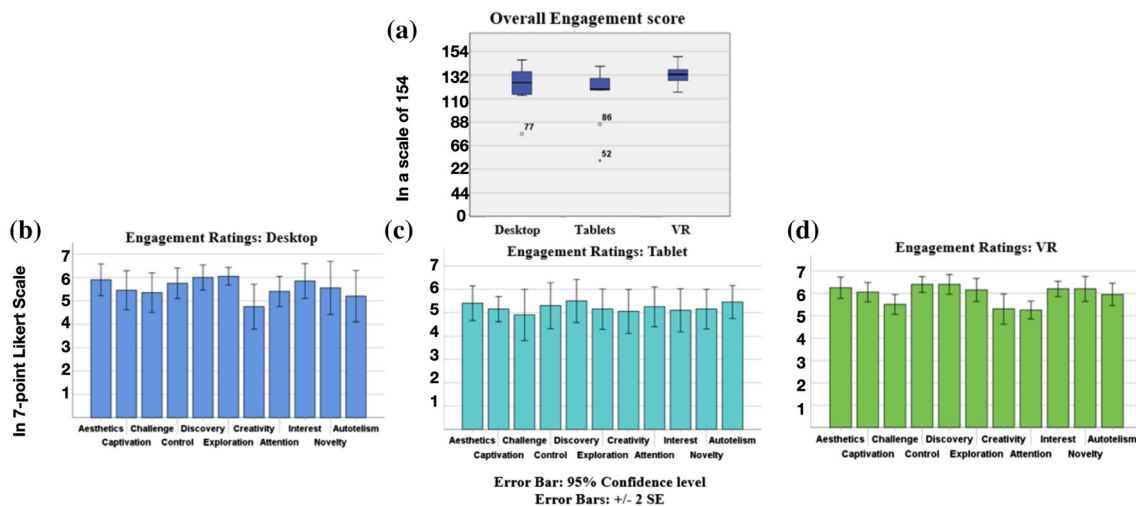 Overall Engagement score
(a)
In a scale of 154
154
132
110
88
66
22
44
0
77
86
52
Desktop Tablets VR
(b)
Engagement Ratings: Desktop
In 7-point Likert Scale
7
6
5
4
3
2
1
Aesthetics Challenge Discovery Creativity Interest Autotelism
Captivation Control Exploration Attention Novelty
(c)
Engagement Ratings: Tablet
7
6
5
4
3
2
1
Aesthetics Challenge Discovery Creativity Interest Autotelism
Captivation Control Exploration Attention Novelty
Error Bar: 95% Confidence level
Error Bars: +/- 2 SE
(d)
Engagement Ratings: VR
7
6
5
4
3
2
1
Aesthetics Challenge Discovery Creativity Interest Autotelism
Captivation Control Exploration Attention Novelty